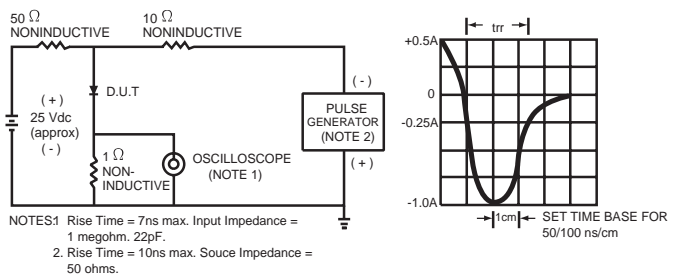 50 Ω
NONINDUCTIVE
10 Ω
NONINDUCTIVE
( + )
25 Vdc
(approx)
( - )
D.U.T
1 Ω
NON-
INDUCTIVE
OSCILLOSCOPE
(NOTE 1)
( - )
PULSE
GENERATOR
(NOTE 2)
( + )
trr
+0.5A
0
-0.25A
-1.0A
1cm
SET TIME BASE FOR
50/100 ns/cm
NOTES:1 Rise Time = 7ns max. Input Impedance =
1 megohm. 22pF.
2. Rise Time = 10ns max. Souce Impedance =
50 ohms.